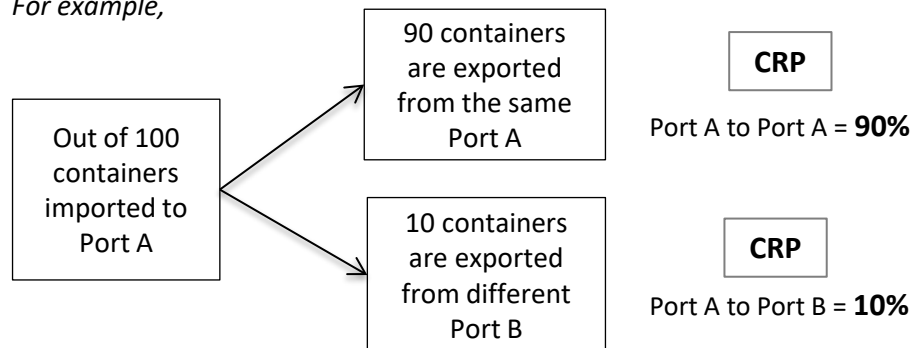 For example,
Out of 100
containers
imported to
Port A
90 containers
are exported
from the same
Port A
CRP
Port A to Port A = 90%
10 containers
are exported
from different
Port B
CRP
Port A to Port B = 10%